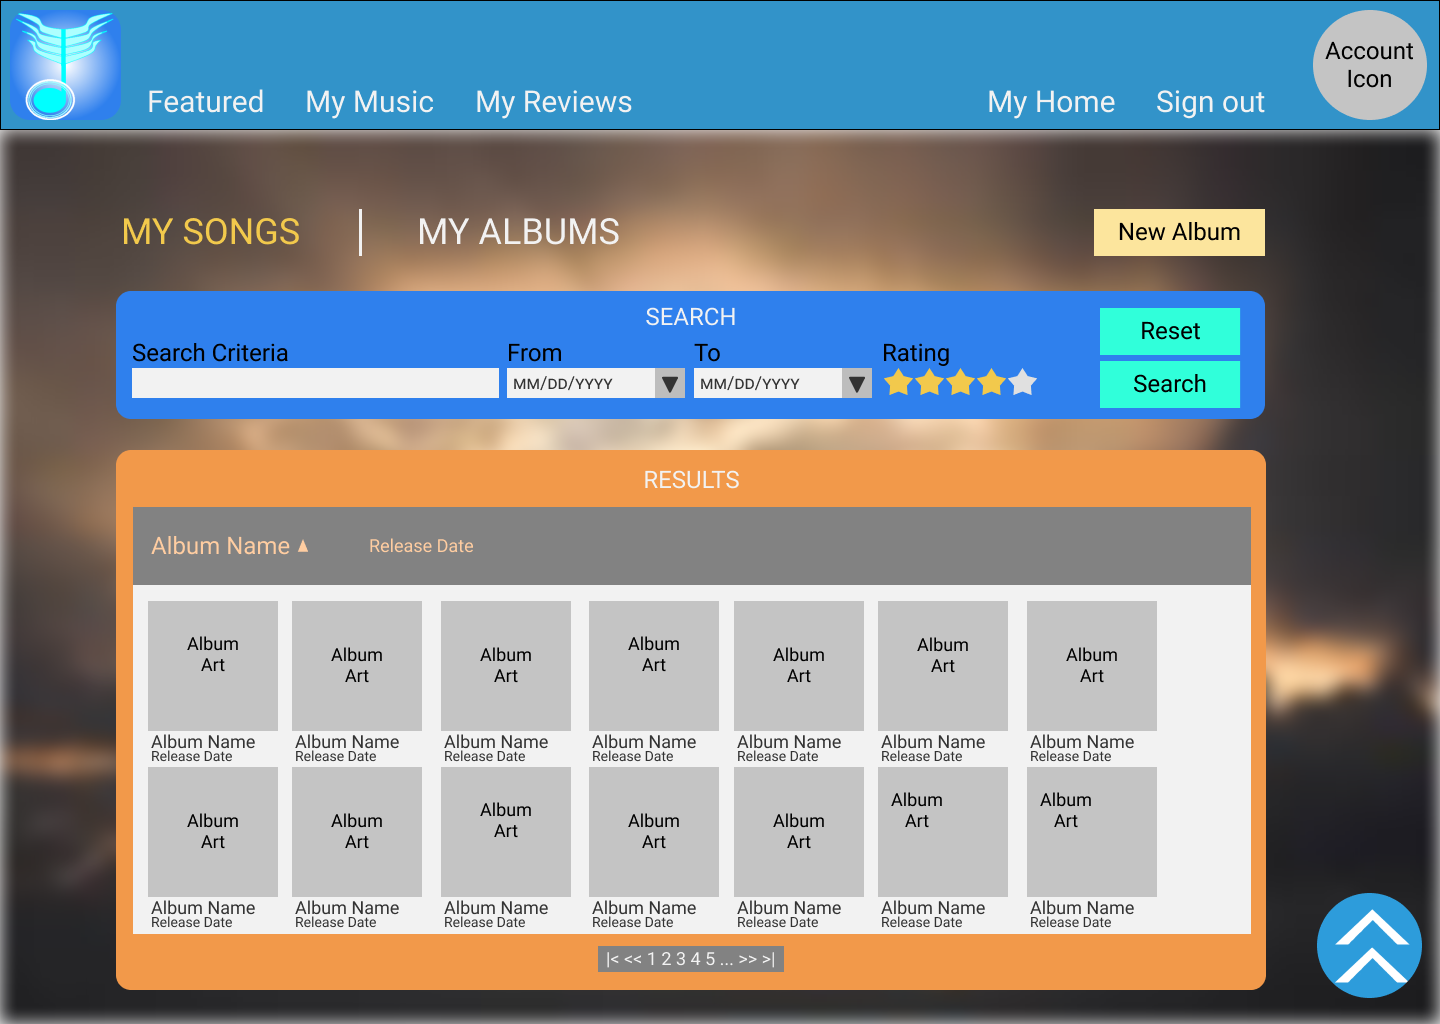 Featured My Music My Reviews My Home Sign out
Account
Icon
MY SONGS | MY ALBUMS
New Album
SEARCH
Search Criteria From To Rating
MM/DD/YYYY MM/DD/YYYY
Reset
Search
RESULTS
Album Name ▲ Release Date
Album Album Album Album Album Album Album
Art Art Art Art Art Art Art
Album Name Album Name Album Name Album Name Album Name Album Name Album Name
Release Date Release Date Release Date Release Date Release Date Release Date Release Date
Album Album Album Album Album Album Album
Art Art Art Art Art Art Art
Album Name Album Name Album Name Album Name Album Name Album Name Album Name
Release Date Release Date Release Date Release Date Release Date Release Date Release Date
|< << 1 2 3 4 5 ... >> >|